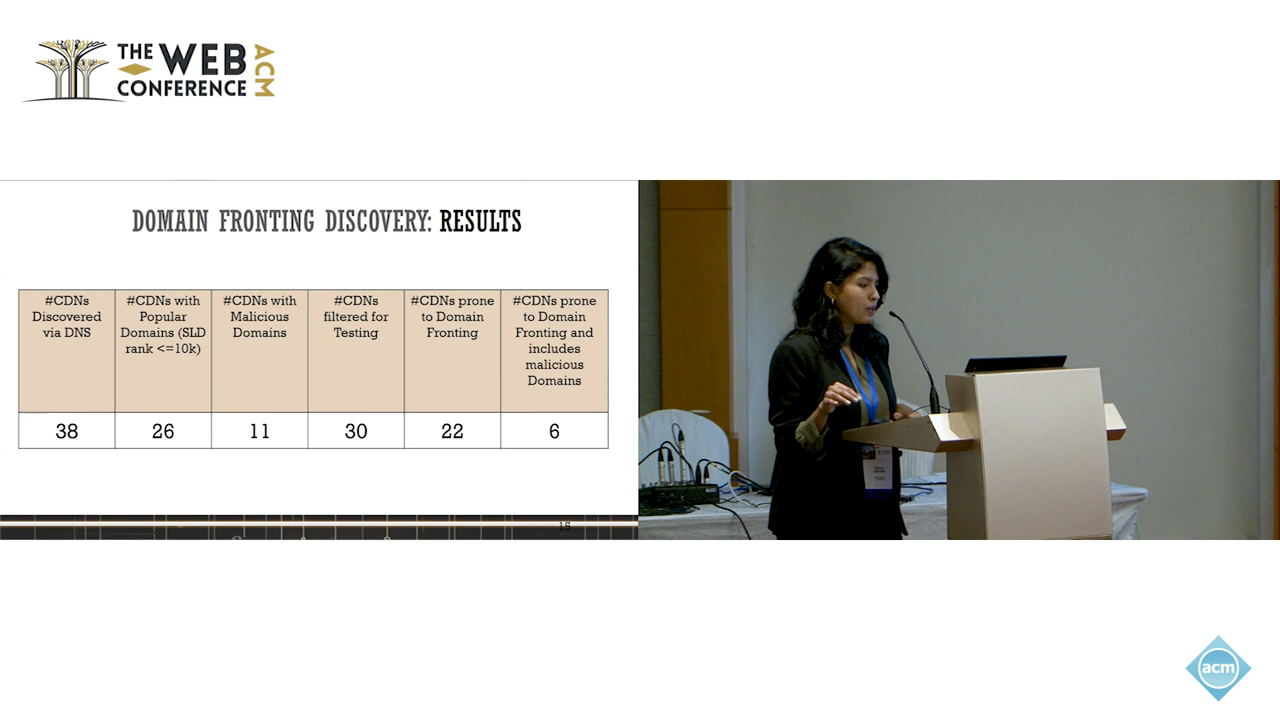 THE WEB
CONFERENCE
ACM
DOMAIN FRONTING DISCOVERY: RESULTS
#CDNs
Discovered
via DNS
#CDNs with
Popular
Domains (SLD
rank <=10k)
#CDNs with
Malicious
Domains
#CDNs
filtered for
Testing
#CDNs prone
to Domain
Fronting
#CDNs prone
to Domain
Fronting and
includes
malicious
Domains
38
26
11
30
22
6
15
acm